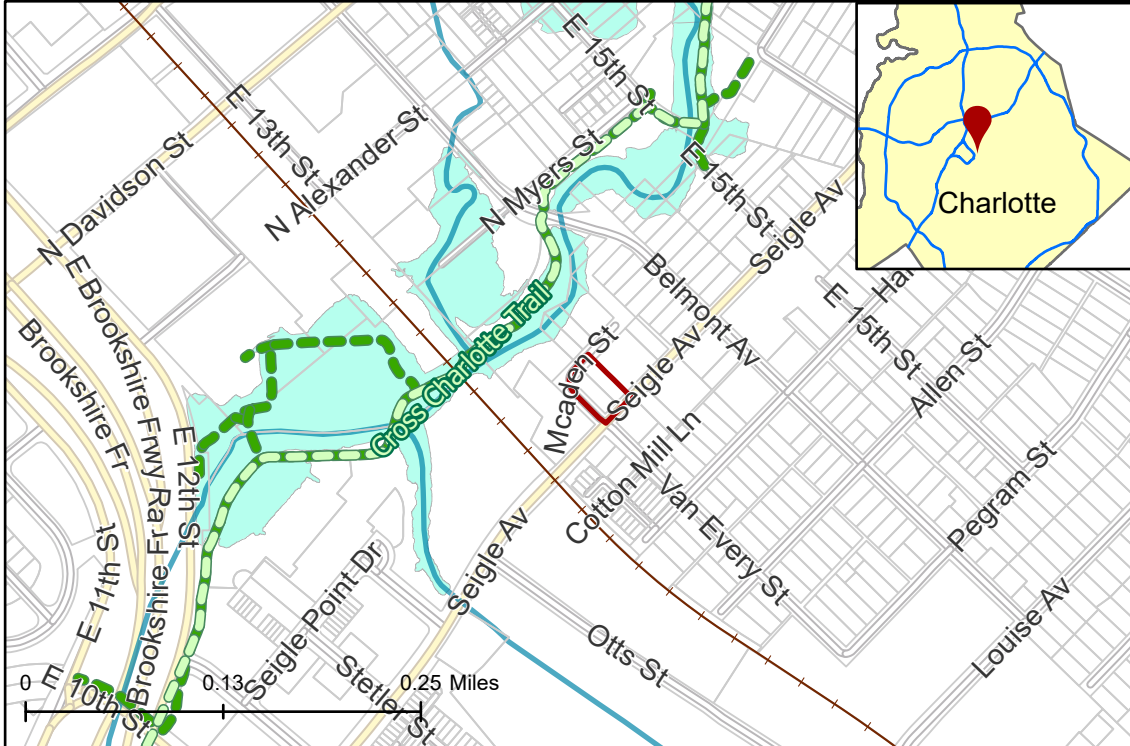 E 15th St
E 13th St
N Alexander St
N Davidson St
N Myers St
E 15th St
Seigle Av
Charlotte
E Brookshire Frwy Ra
Brookshire Fr
Belmont Av
E 15th St
Har
Allen St
Cross Charlotte Trail
Mcaden St
Seigle Av
Cotton Mill Ln
E 12th St
E 11th St
Brookshire Fr
Van Every St
Pegram St
Seigle Av
Seigle Point Dr
Otts St
Louise Av
Stetler St
E 10th St
0 0.13 0.25 Miles